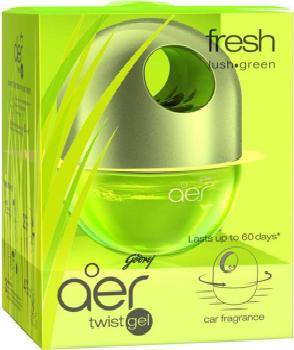 fresh
lush•green
aer
Lasts up to 60 days*
Godrej
aer
twist gel
car fragrance